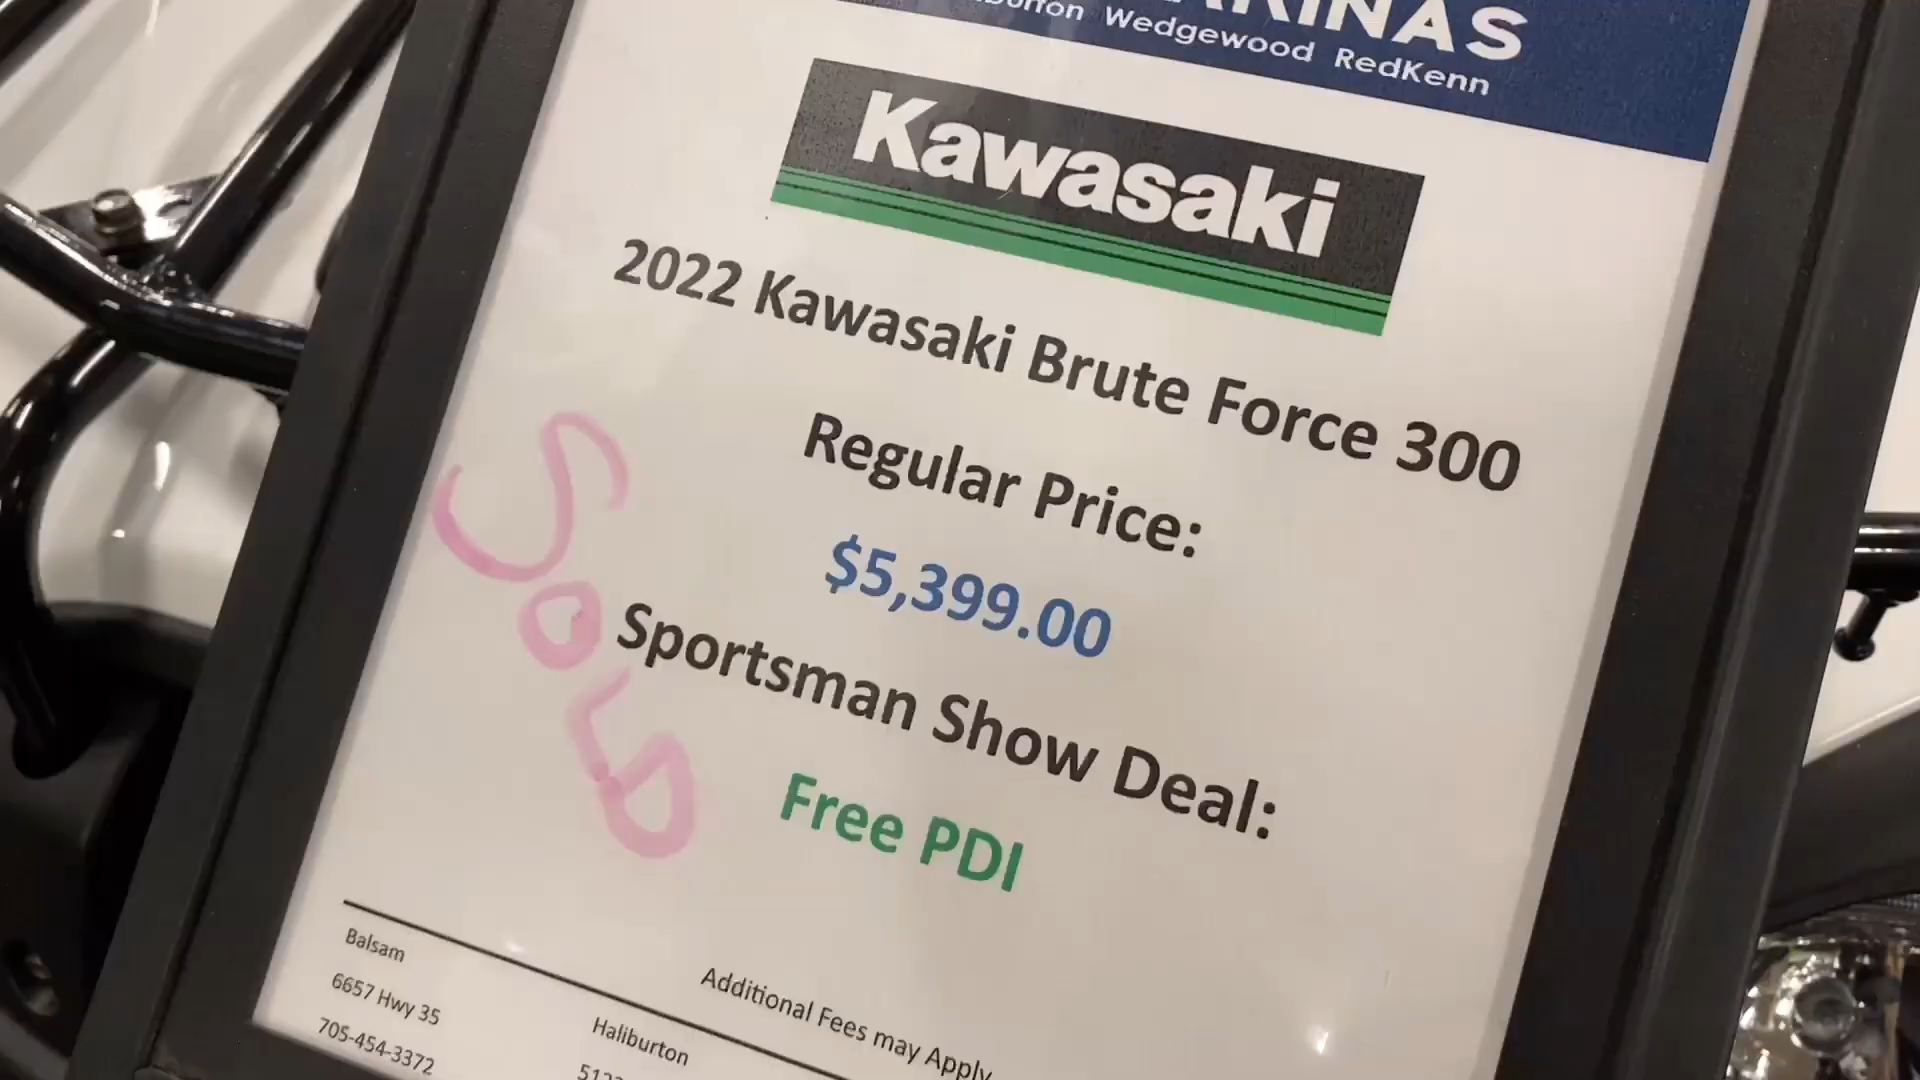 Wedgewood RedKenn
Kawasaki
2022 Kawasaki Brute Force 300
Regular Price:
$5,399.00
Sportsman Show Deal:
Free PDI
SOLD
Additional Fees may Apply
Balsam
6657 Hwy 35
705-454-3372
Haliburton